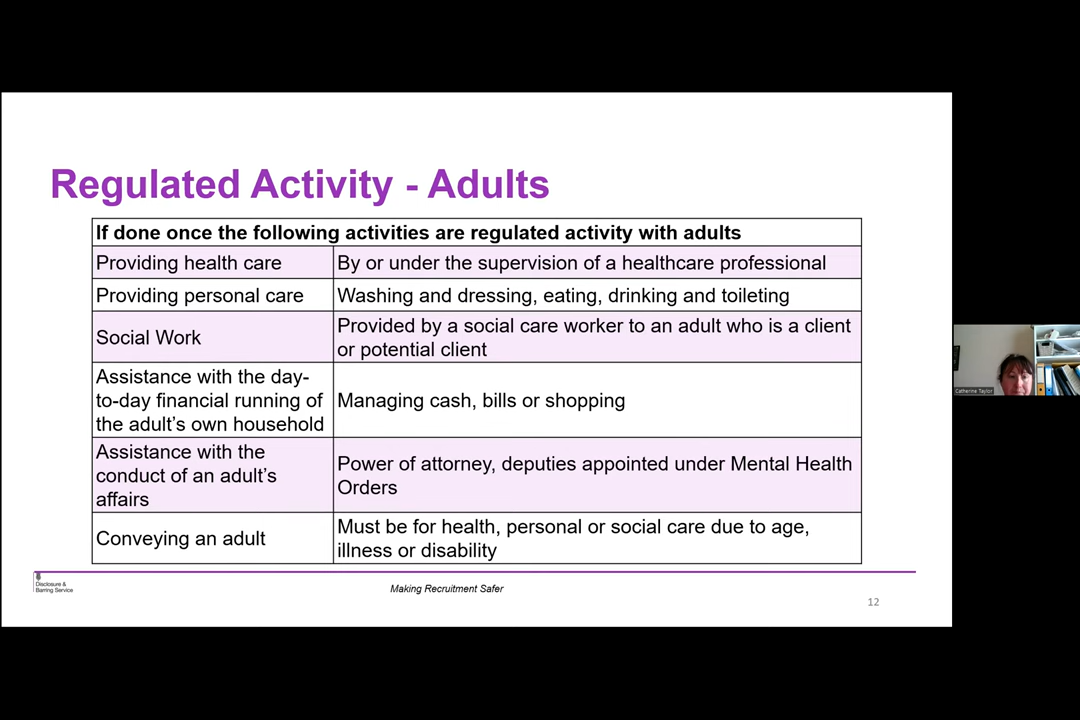 Regulated Activity - Adults
If done once the following activities are regulated activity with adults
Providing health care
By or under the supervision of a healthcare professional
Providing personal care
Washing and dressing, eating, drinking and toileting
Social Work
Provided by a social care worker to an adult who is a client
or potential client
Assistance with the day-
to-day financial running of
the adult's own household
Managing cash, bills or shopping
Assistance with the
conduct of an adult's
affairs
Power of attorney, deputies appointed under Mental Health
Orders
Conveying an adult
Must be for health, personal or social care due to age,
illness or disability
Disclosure &
Barring Service
Making Recruitment Safer
12
Catherine Taylor